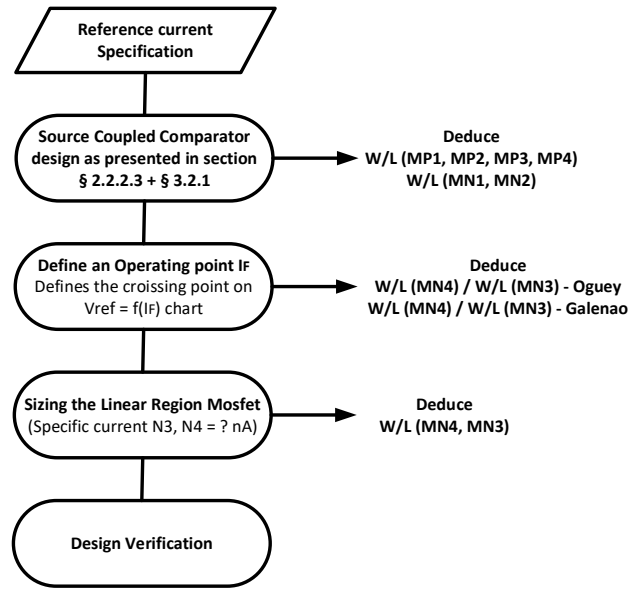 Reference current
Specification
Source Coupled Comparator
design as presented in section
§ 2.2.2.3 + § 3.2.1
Deduce
W/L (MP1, MP2, MP3, MP4)
W/L (MN1, MN2)
Define an Operating point IF
Defines the croissing point on
Vref = f(IF) chart
Deduce
W/L (MN4) / W/L (MN3) - Oguey
W/L (MN4) / W/L (MN3) - Galenao
Sizing the Linear Region Mosfet
(Specific current N3, N4 = ? nA)
Deduce
W/L (MN4, MN3)
Design Verification